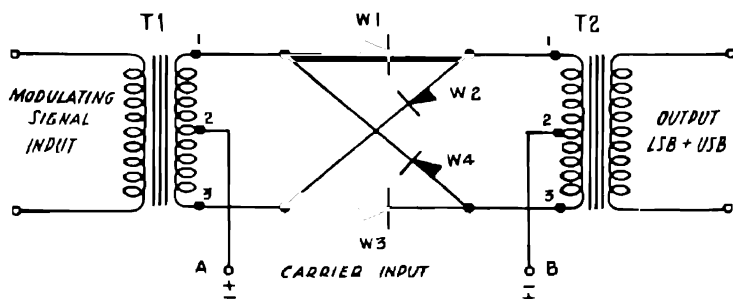 T1
W1
T2
1
1
MODULATING
SIGNAL
INPUT
2
W2
2
OUTPUT
LSB + USB
W4
3
3
W3
A
CARRIER INPUT
B
+
−
−
+